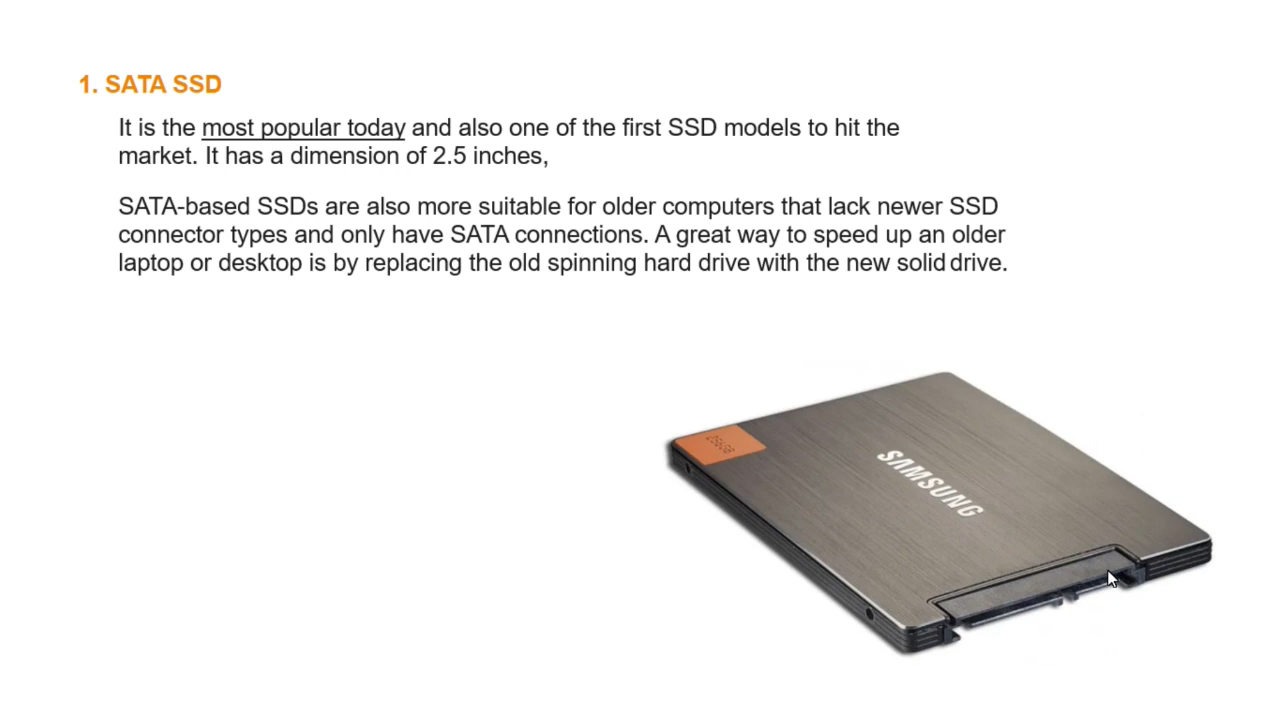 1. SATA SSD
It is the most popular today and also one of the first SSD models to hit the
market. It has a dimension of 2.5 inches,
SATA-based SSDs are also more suitable for older computers that lack newer SSD
connector types and only have SATA connections. A great way to speed up an older
laptop or desktop is by replacing the old spinning hard drive with the new solid drive.
256GB
SAMSUNG